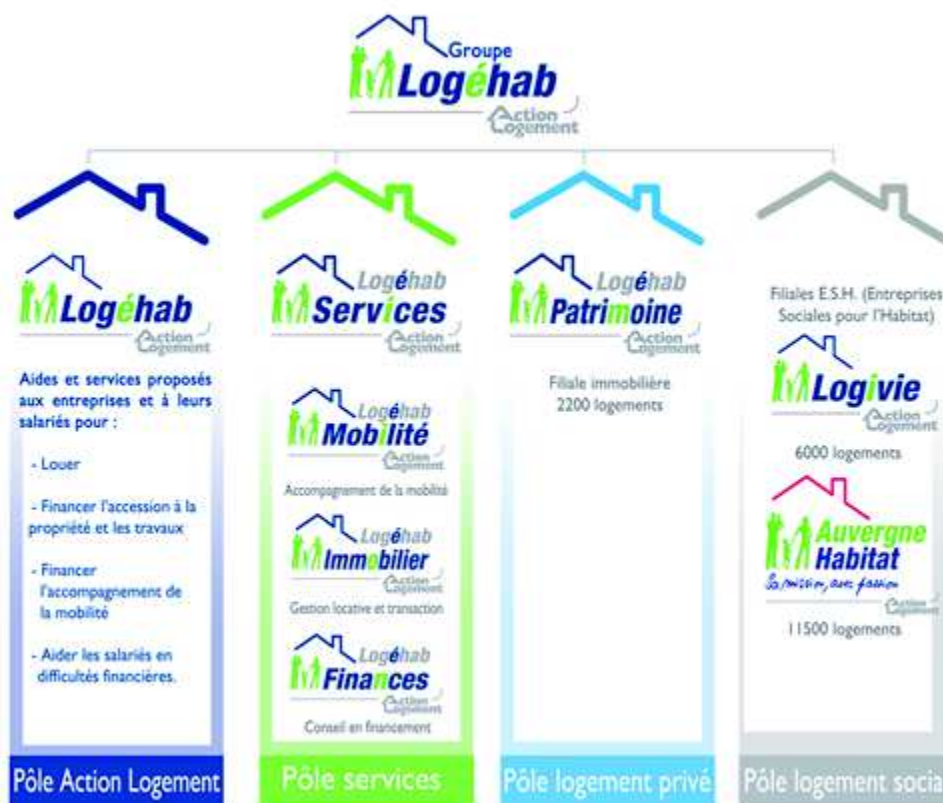 Groupe
Logéhab
Action
Logement
Logéhab
Action
Logement
Aides et services proposés
aux entreprises et à leurs
salariés pour :
- Louer
- Financer l'accession à la
propriété et les travaux
- Financer
l'accompagnement de
la mobilité
- Aider les salariés en
difficultés financières.
Pôle Action Logement
Logéhab
Services
Action
Logement
Logéhab
Mobilité
Action
Logement
Accompagnement de la mobilité
Logéhab
Immobilier
Action
Logement
Gestion locative et transaction
Logéhab
Finances
Action
Logement
Conseil en financement
Pôle services
Logéhab
Patrimoine
Action
Logement
Filiale immobilière
2200 logements
Pôle logement privé
Filiales E.S.H. (Entreprises
Sociales pour l'Habitat)
Logivie
Action
Logement
6000 logements
Auvergne
Habitat
Sa mission, avec passion
Action
Logement
11500 logements
Pôle logement socia